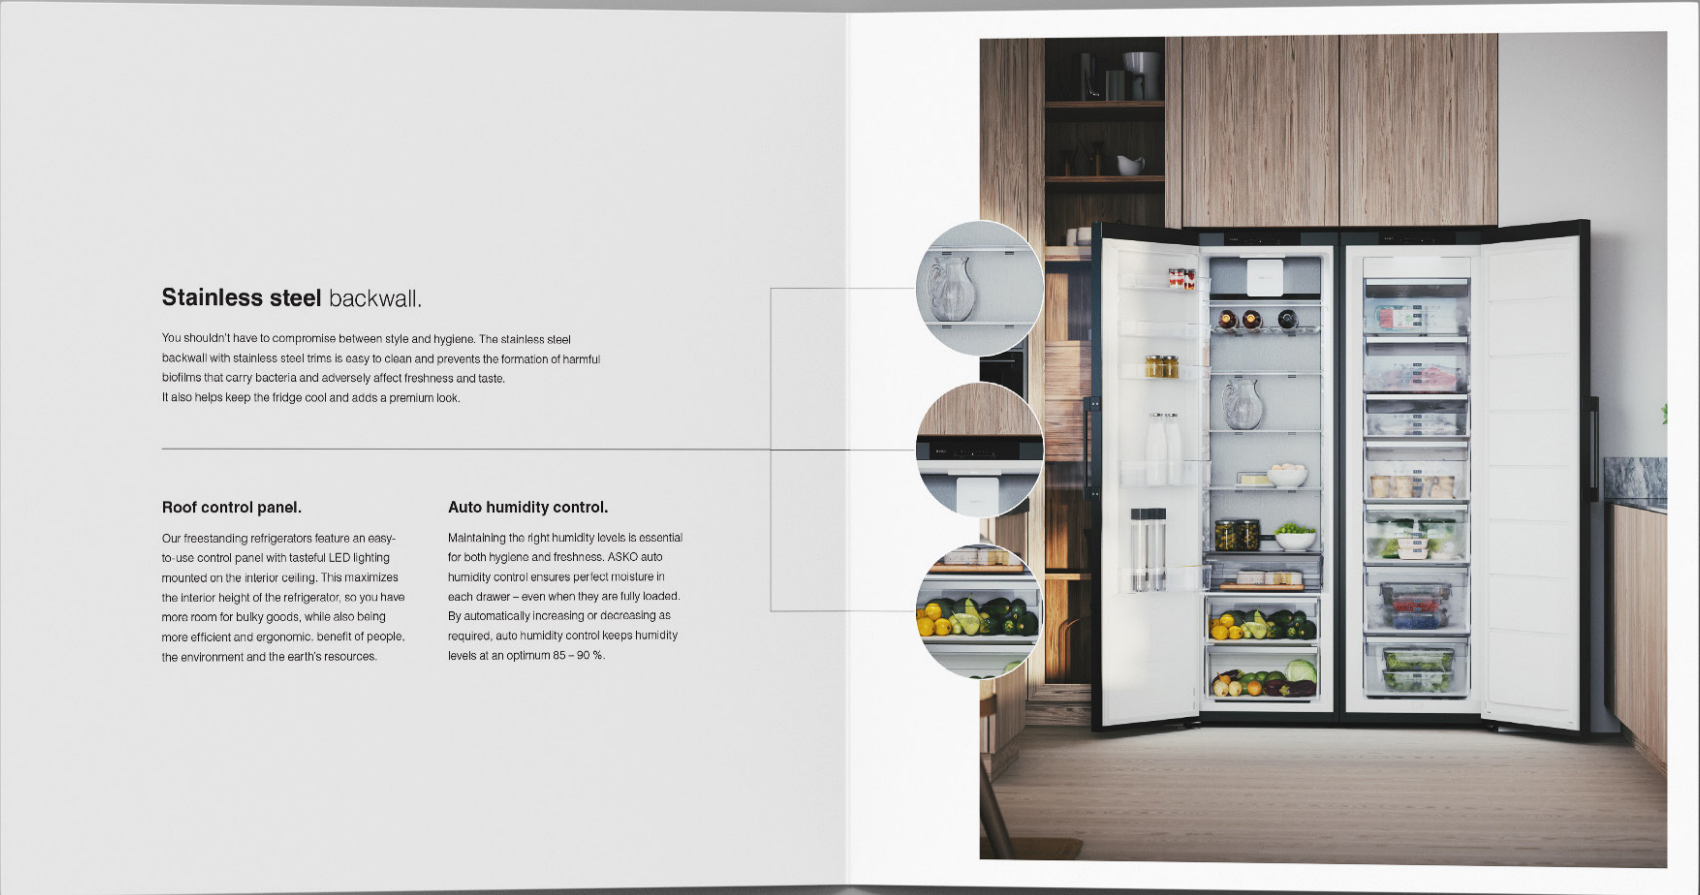 Stainless steel backwall.
You shouldn't have to compromise between style and hygiene. The stainless steel
backwall with stainless steel trims is easy to clean and prevents the formation of harmful
biofilms that carry bacteria and adversely affect freshness and taste.
It also helps keep the fridge cool and adds a premium look.
Roof control panel.
Our freestanding refrigerators feature an easy-
to-use control panel with tasteful LED lighting
mounted on the interior ceiling. This maximizes
the interior height of the refrigerator, so you have
more room for bulky goods, while also being
more efficient and ergonomic. benefit of people,
the environment and the earth's resources.
Auto humidity control.
Maintaining the right humidity levels is essential
for both hygiene and freshness. ASKO auto
humidity control ensures perfect moisture in
each drawer – even when they are fully loaded.
By automatically increasing or decreasing as
required, auto humidity control keeps humidity
levels at an optimum 85 – 90 %.